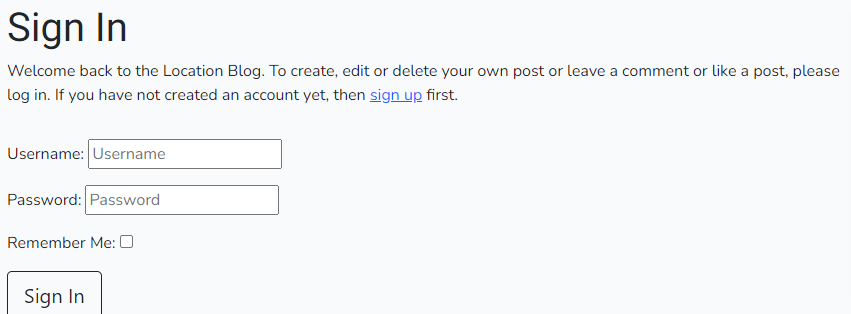 Sign In
Welcome back to the Location Blog. To create, edit or delete your own post or leave a comment or like a post, please
log in. If you have not created an account yet, then sign up first.
Username: Username
Password: Password
Remember Me:
Sign In